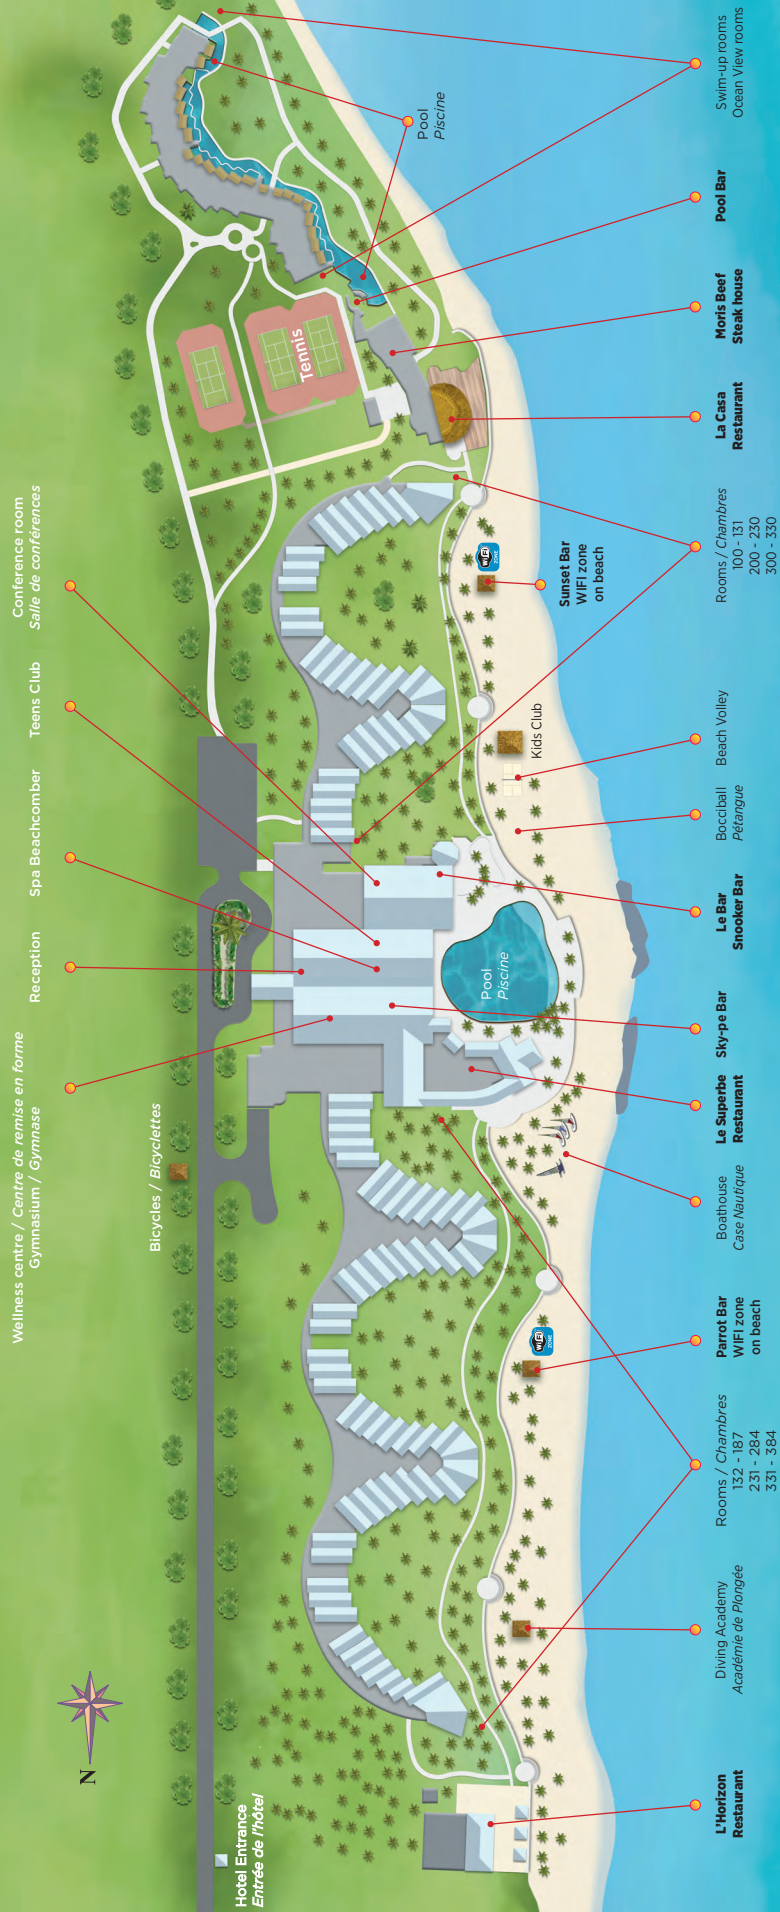 Wellness centre / Centre de remise en forme
Gymnasium / Gymnase
Reception
Spa Beachcomber
Teens Club
Conference room
Salle de conférences
N
Hotel Entrance
Entrée de l'hôtel
Bicycles / Bicyclettes
Tennis
Pool
Piscine
Pool
Piscine
Kids Club
WiFi
ZONE
Sunset Bar
WIFI zone
on beach
WiFi
ZONE
L'Horizon
Restaurant
Diving Academy
Académie de Plongée
Rooms / Chambres
132 - 187
231 - 284
331 - 384
Parrot Bar
WIFI zone
on beach
Boathouse
Case Nautique
Le Superbe
Restaurant
Sky-pe Bar
Le Bar
Snooker Bar
Bocciball
Pétangue
Beach Volley
Rooms / Chambres
100 - 131
200 - 230
300 - 330
La Casa
Restaurant
Moris Beef
Steak house
Pool Bar
Swim-up rooms
Ocean View rooms